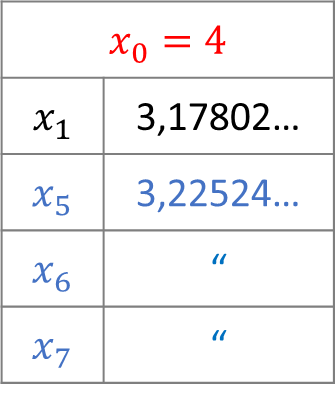 x₀ = 4
x₁ 3,17802...
x₅ 3,22524...
x₆ “
x₇ “